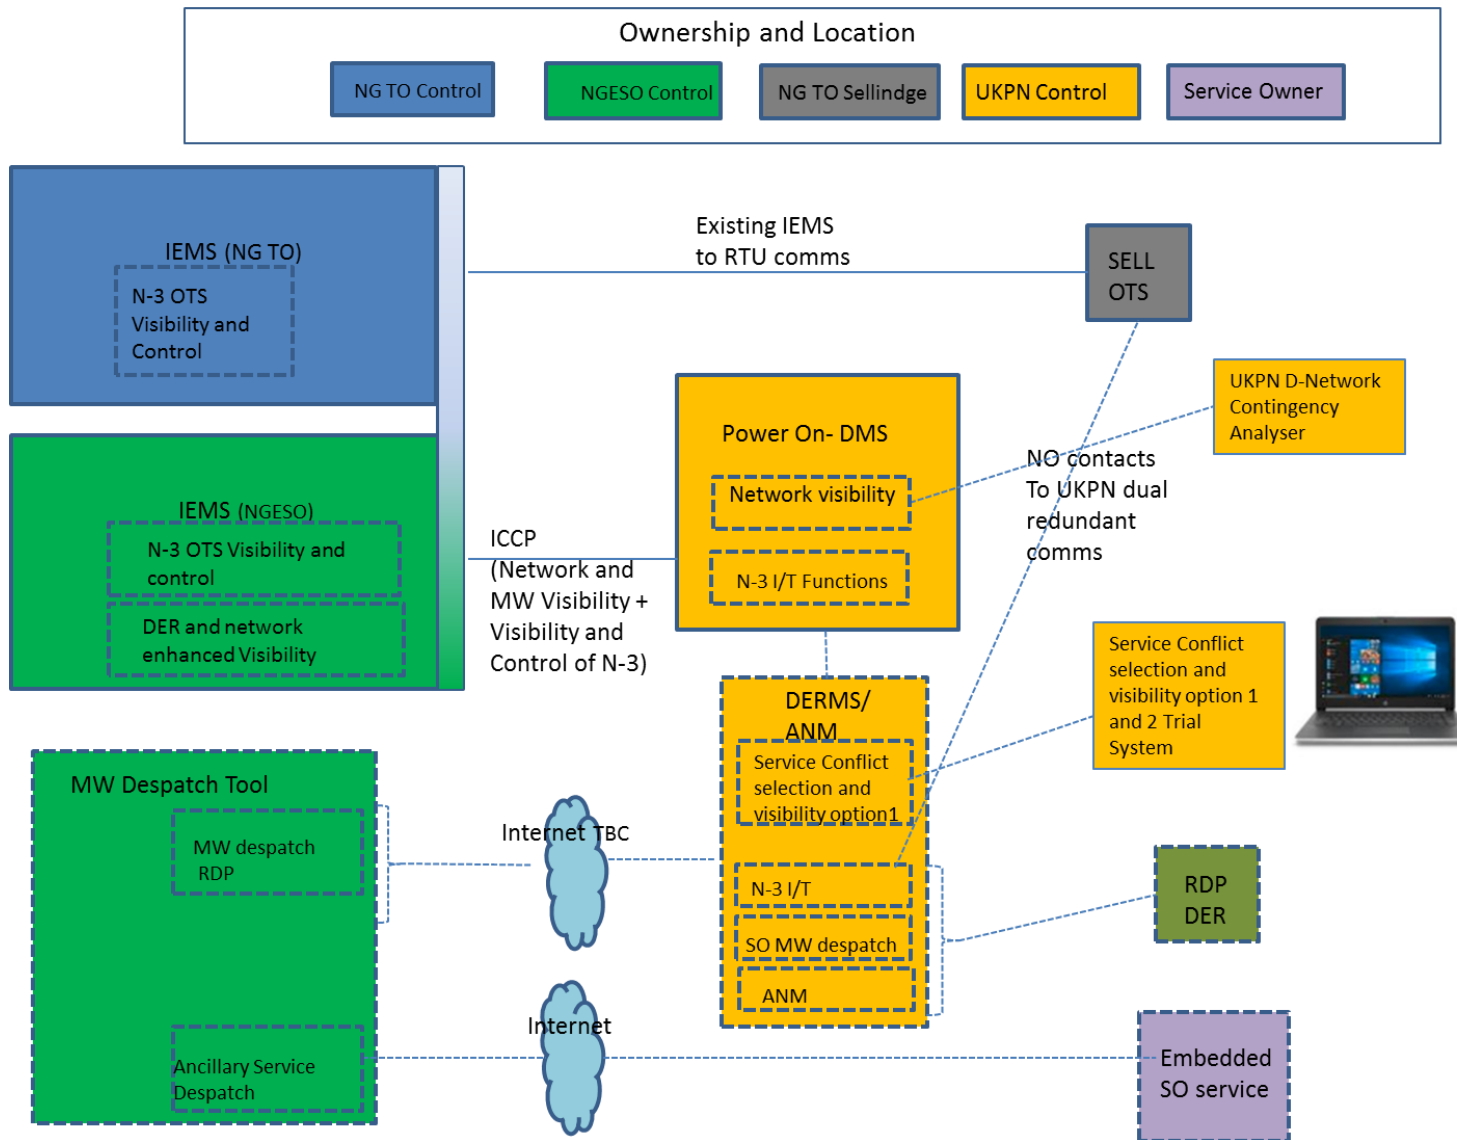 Ownership and Location
NG TO Control
NGESO Control
NG TO Sellindge
UKPN Control
Service Owner
IEMS (NG TO)
N-3 OTS
Visibility and
Control
Existing IEMS
to RTU comms
SELL
OTS
UKPN D-Network
Contingency
Analyser
Power On- DMS
Network visibility
N-3 I/T Functions
NO contacts
To UKPN dual
redundant
comms
IEMS (NGESO)
N-3 OTS Visibility and
control
DER and network
enhanced Visibility
ICCP
(Network and
MW Visibility +
Visibility and
Control of N-3)
Service Conflict
selection and
visibility option 1
and 2 Trial
System
DERMS/
ANM
Service Conflict
selection and
visibility option1
N-3 I/T
SO MW despatch
ANM
MW Despatch Tool
MW despatch
RDP
Internet TBC
RDP
DER
Internet
Ancillary Service
Despatch
Embedded
SO service